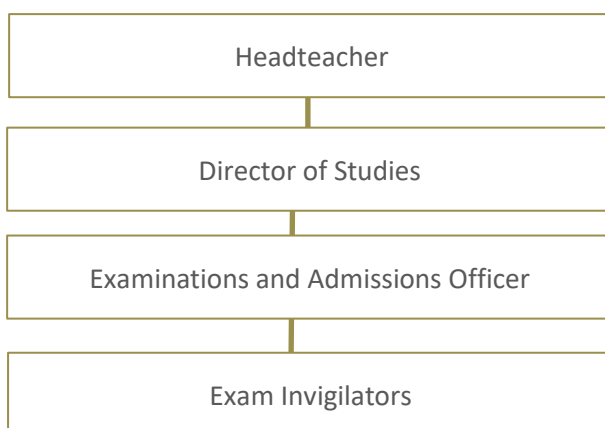 Headteacher
Director of Studies
Examinations and Admissions Officer
Exam Invigilators